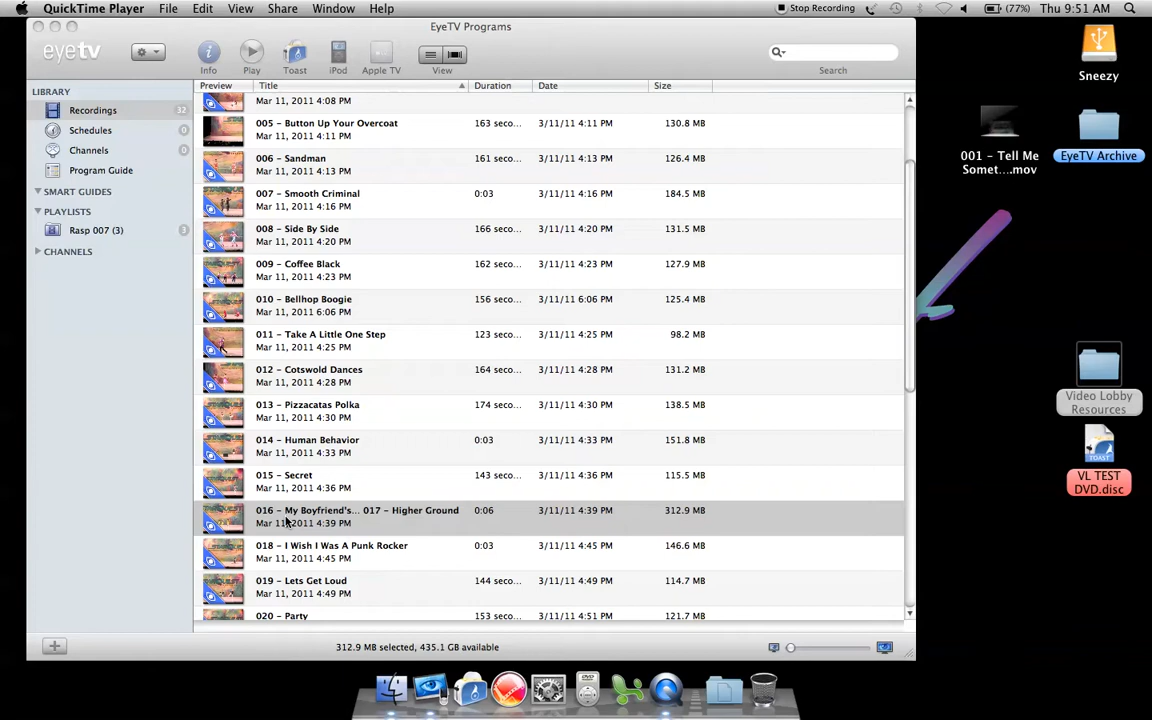 QuickTime Player File Edit View Share Window Help Stop Recording (77%) Thu 9:51 AM
EyeTV Programs
eyetv
Info Play Toast iPod Apple TV View Search
LIBRARY
Recordings 32
Schedules 0
Channels 0
Program Guide
SMART GUIDES
PLAYLISTS
Rasp 007 (3) 3
CHANNELS
Preview Title Duration Date Size
Mar 11, 2011 4:08 PM
005 - Button Up Your Overcoat 163 seco... 3/11/11 4:11 PM 130.8 MB
Mar 11, 2011 4:11 PM
006 - Sandman 161 seco... 3/11/11 4:13 PM 126.4 MB
Mar 11, 2011 4:13 PM
007 - Smooth Criminal 0:03 3/11/11 4:16 PM 184.5 MB
Mar 11, 2011 4:16 PM
008 - Side By Side 166 seco... 3/11/11 4:20 PM 131.5 MB
Mar 11, 2011 4:20 PM
009 - Coffee Black 162 seco... 3/11/11 4:23 PM 127.9 MB
Mar 11, 2011 4:23 PM
010 - Bellhop Boogie 156 seco... 3/11/11 6:06 PM 125.4 MB
Mar 11, 2011 6:06 PM
011 - Take A Little One Step 123 seco... 3/11/11 4:25 PM 98.2 MB
Mar 11, 2011 4:25 PM
012 - Cotswold Dances 164 seco... 3/11/11 4:28 PM 131.2 MB
Mar 11, 2011 4:28 PM
013 - Pizzacatas Polka 174 seco... 3/11/11 4:30 PM 138.5 MB
Mar 11, 2011 4:30 PM
014 - Human Behavior 0:03 3/11/11 4:33 PM 151.8 MB
Mar 11, 2011 4:33 PM
015 - Secret 143 seco... 3/11/11 4:36 PM 115.5 MB
Mar 11, 2011 4:36 PM
016 - My Boyfriend's... 017 - Higher Ground 0:06 3/11/11 4:39 PM 312.9 MB
Mar 11, 2011 4:39 PM
018 - I Wish I Was A Punk Rocker 0:03 3/11/11 4:45 PM 146.6 MB
Mar 11, 2011 4:45 PM
019 - Lets Get Loud 144 seco... 3/11/11 4:49 PM 114.7 MB
Mar 11, 2011 4:49 PM
020 - Party 153 seco... 3/11/11 4:51 PM 121.7 MB
312.9 MB selected, 435.1 GB available
Sneezy
001 - Tell Me
Somet...mov
EyeTV Archive
Video Lobby
Resources
TOAST
VL TEST
DVD.disc